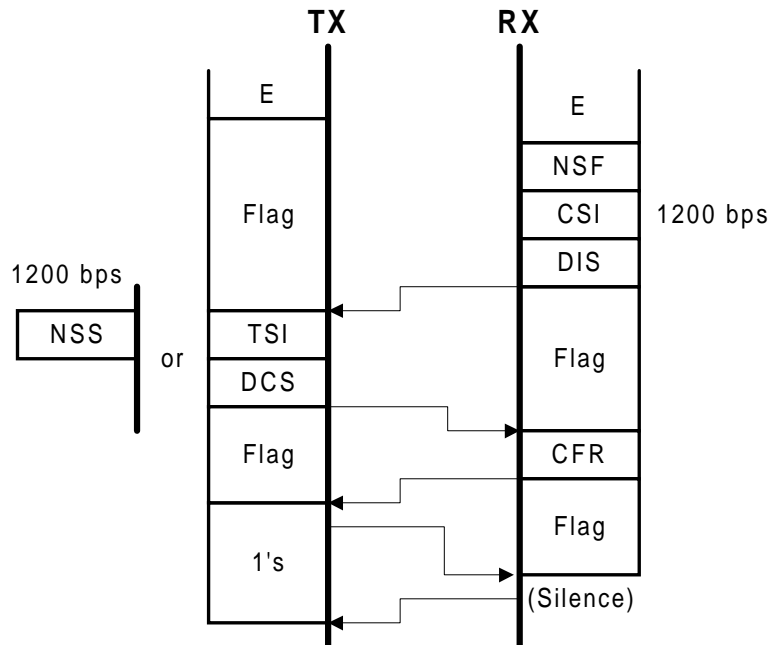 TX
RX
E
Flag
1200 bps
NSS
or
TSI
DCS
Flag
1's
E
NSF
CSI
1200 bps
DIS
Flag
CFR
Flag
(Silence)